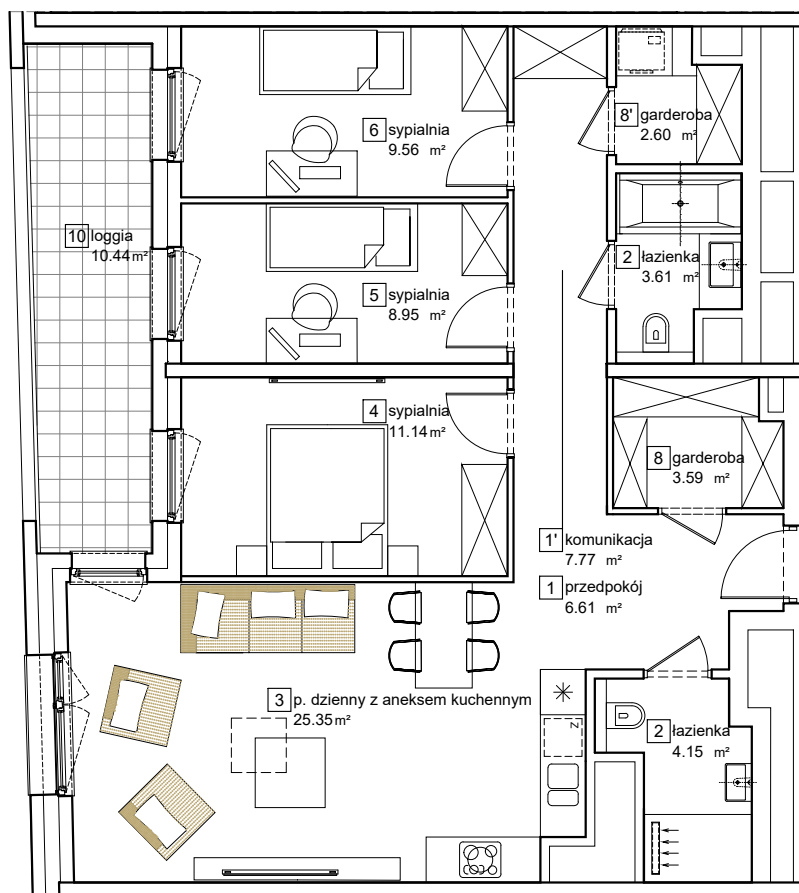 6 sypialnia
9.56 m²
8' garderoba
2.60 m²
10 loggia
10.44 m²
2 łazienka
3.61 m²
5 sypialnia
8.95 m²
4 sypialnia
11.14 m²
8 garderoba
3.59 m²
1' komunikacja
7.77 m²
1 przedpokój
6.61 m²
3 p. dzienny z aneksem kuchennym
25.35 m²
Z
2 łazienka
4.15 m²